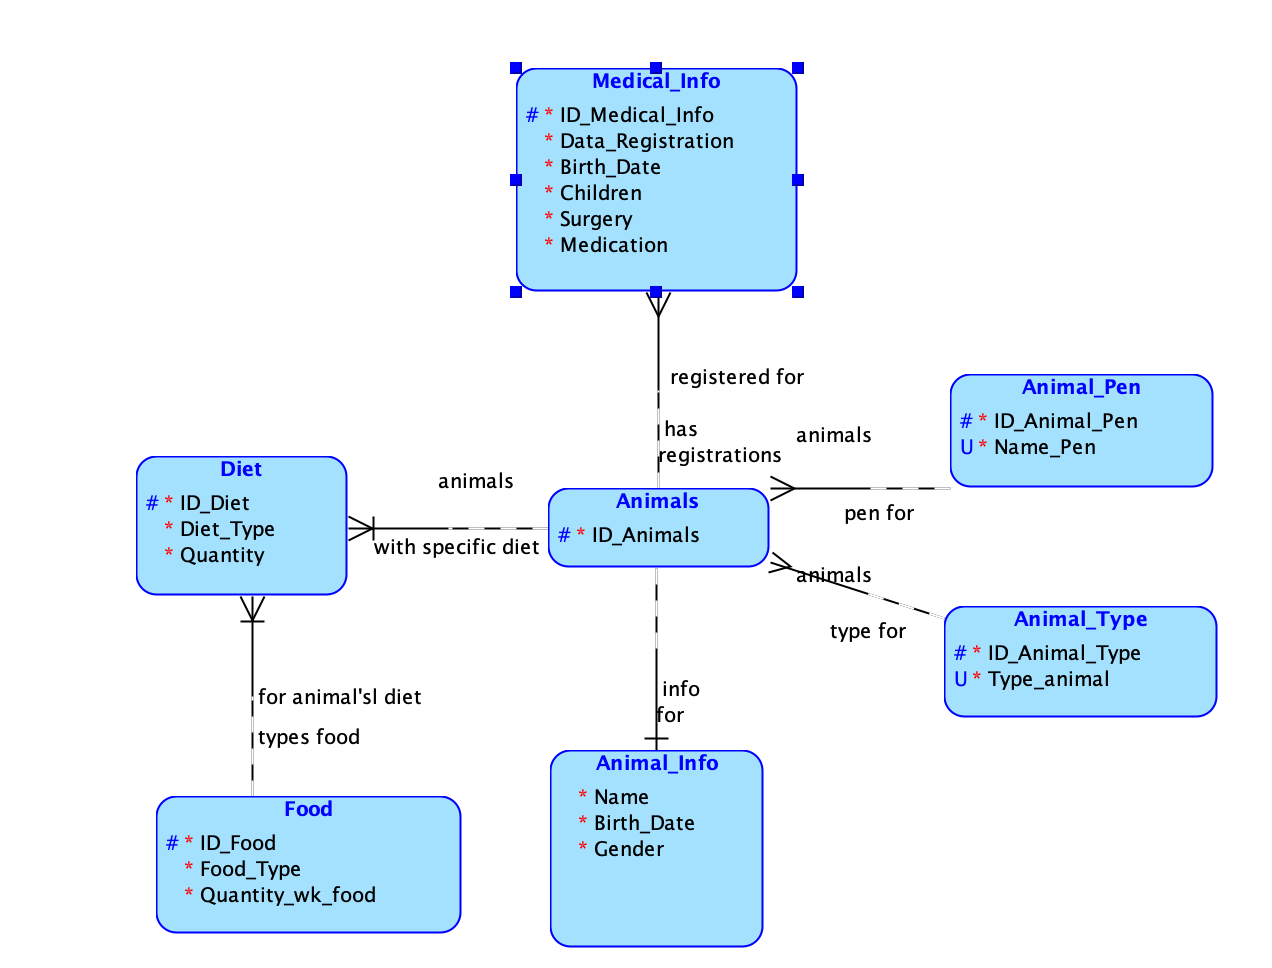 Medical_Info
# * ID_Medical_Info
* Data_Registration
* Birth_Date
* Children
* Surgery
* Medication
registered for
has
registrations
animals
Animal_Pen
# * ID_Animal_Pen
U * Name_Pen
pen for
Diet
# * ID_Diet
* Diet_Type
* Quantity
animals
with specific diet
Animals
# * ID_Animals
animals
type for
Animal_Type
# * ID_Animal_Type
U * Type_animal
for animal'sl diet
types food
info
for
Food
# * ID_Food
* Food_Type
* Quantity_wk_food
Animal_Info
* Name
* Birth_Date
* Gender